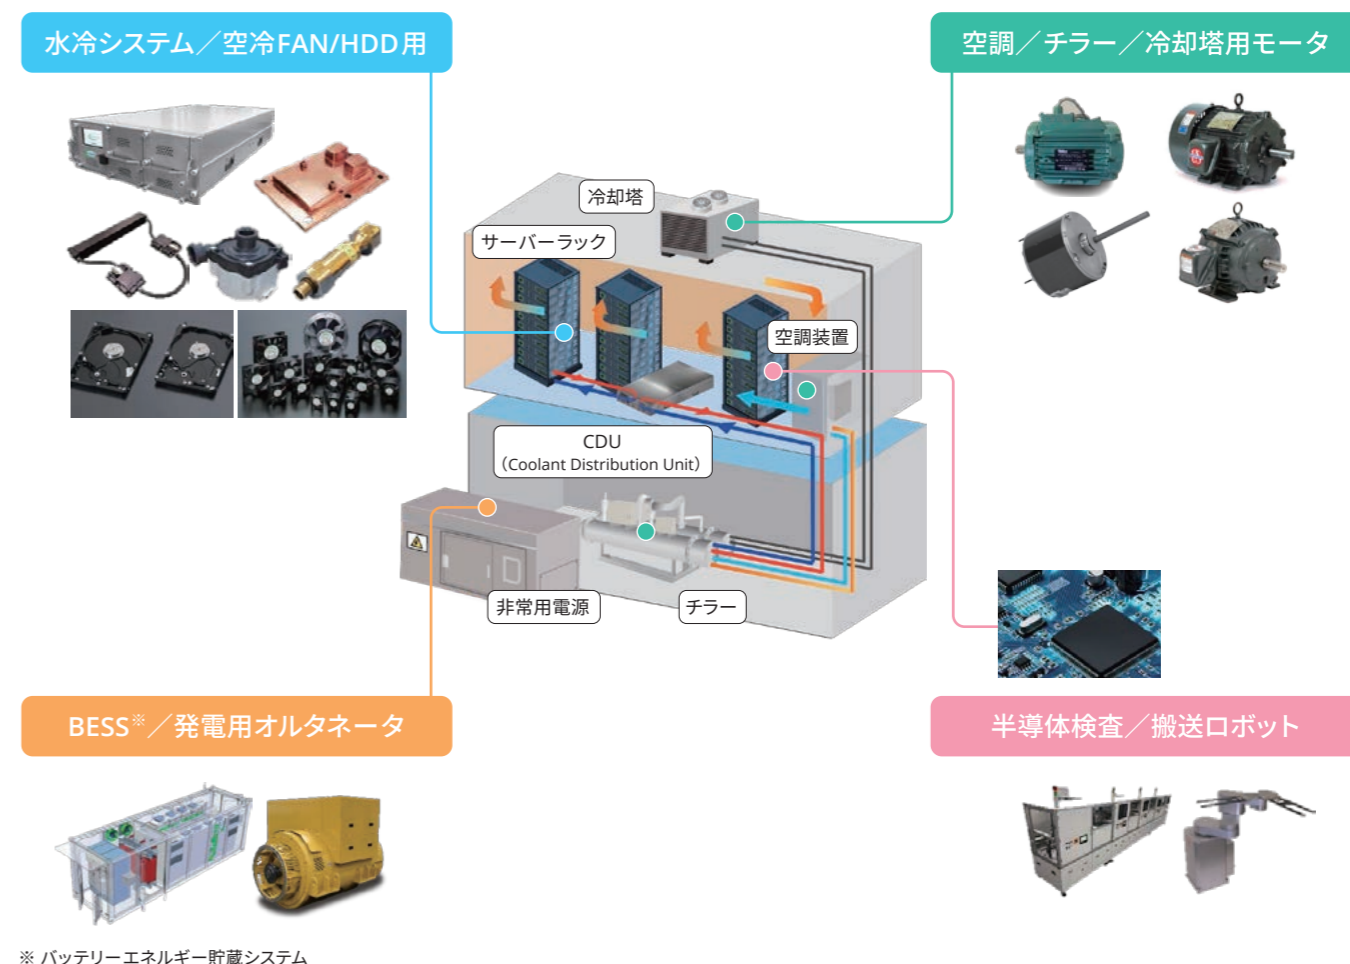 水冷システム／空冷FAN/HDD用
空調／チラー／冷却塔用モータ
冷却塔
サーバーラック
空調装置
CDU
（Coolant Distribution Unit）
非常用電源
チラー
BESS※／発電用オルタネータ
半導体検査／搬送ロボット
※ バッテリーエネルギー貯蔵システム